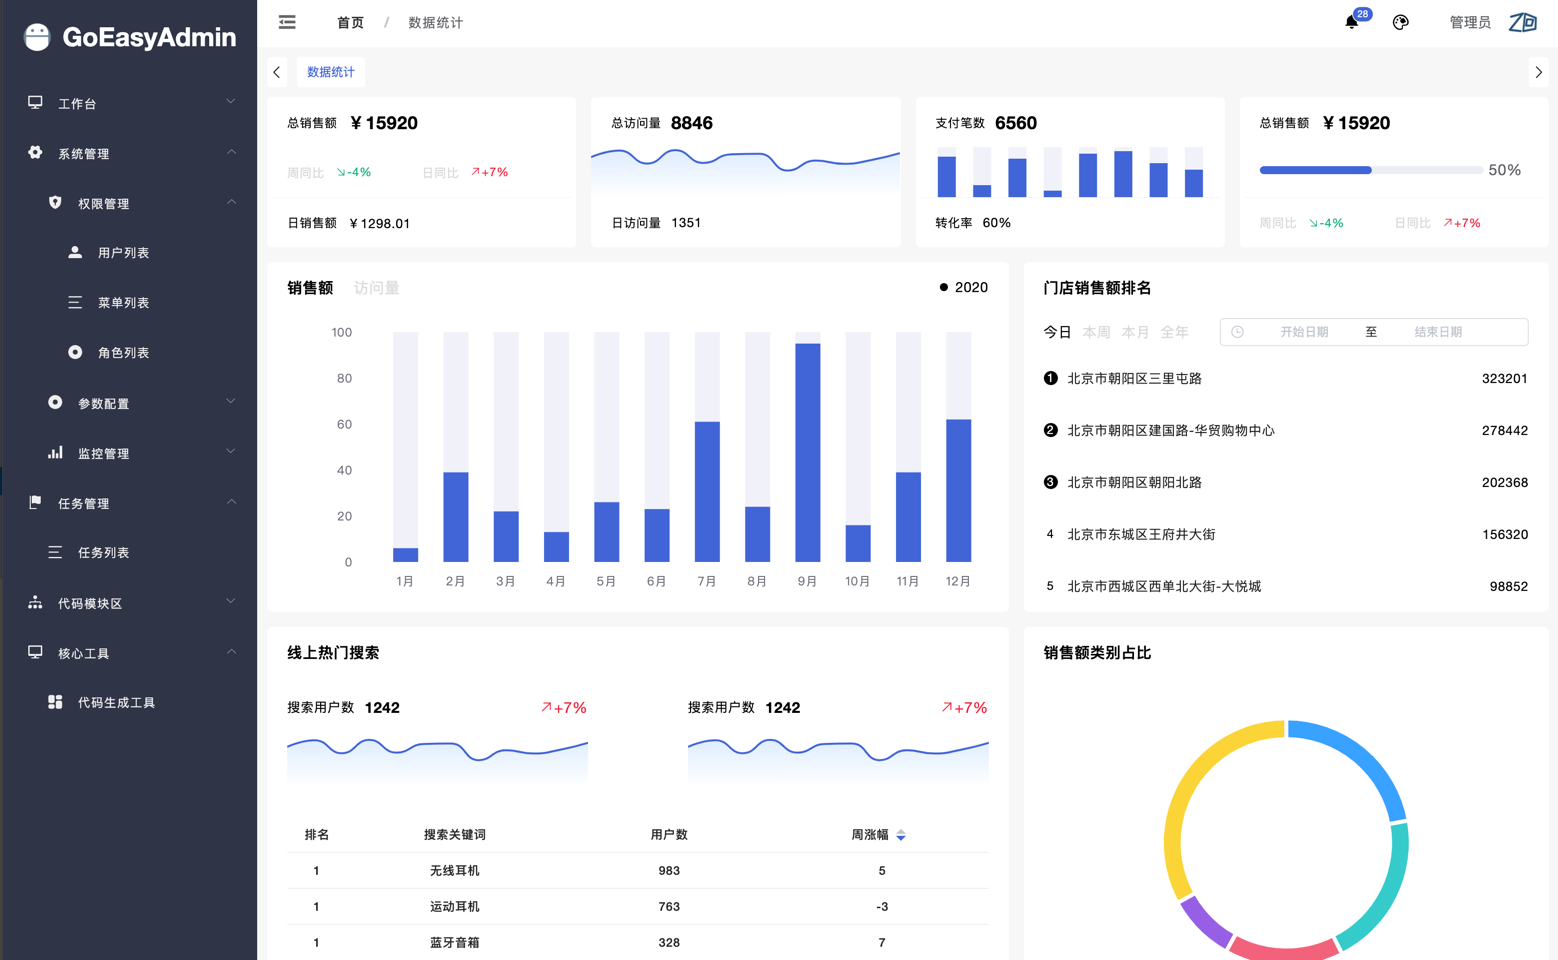 GoEasyAdmin
工作台
系统管理
权限管理
用户列表
菜单列表
角色列表
参数配置
监控管理
任务管理
任务列表
代码模块区
核心工具
代码生成工具
首页 / 数据统计
28
管理员
数据统计
总销售额 ¥ 15920
周同比 -4% 日同比 +7%
日销售额 ¥ 1298.01
总访问量 8846
日访问量 1351
支付笔数 6560
转化率 60%
总销售额 ¥ 15920
50%
周同比 -4% 日同比 +7%
销售额 访问量
2020
100
80
60
40
20
0
1月 2月 3月 4月 5月 6月 7月 8月 9月 10月 11月 12月
门店销售额排名
今日 本周 本月 全年 开始日期 至 结束日期
1 北京市朝阳区三里屯路 323201
2 北京市朝阳区建国路-华贸购物中心 278442
3 北京市朝阳区朝阳北路 202368
4 北京市东城区王府井大街 156320
5 北京市西城区西单北大街-大悦城 98852
线上热门搜索
搜索用户数 1242 +7%
搜索用户数 1242 +7%
排名 搜索关键词 用户数 周涨幅
1 无线耳机 983 5
1 运动耳机 763 -3
1 蓝牙音箱 328 7
销售额类别占比